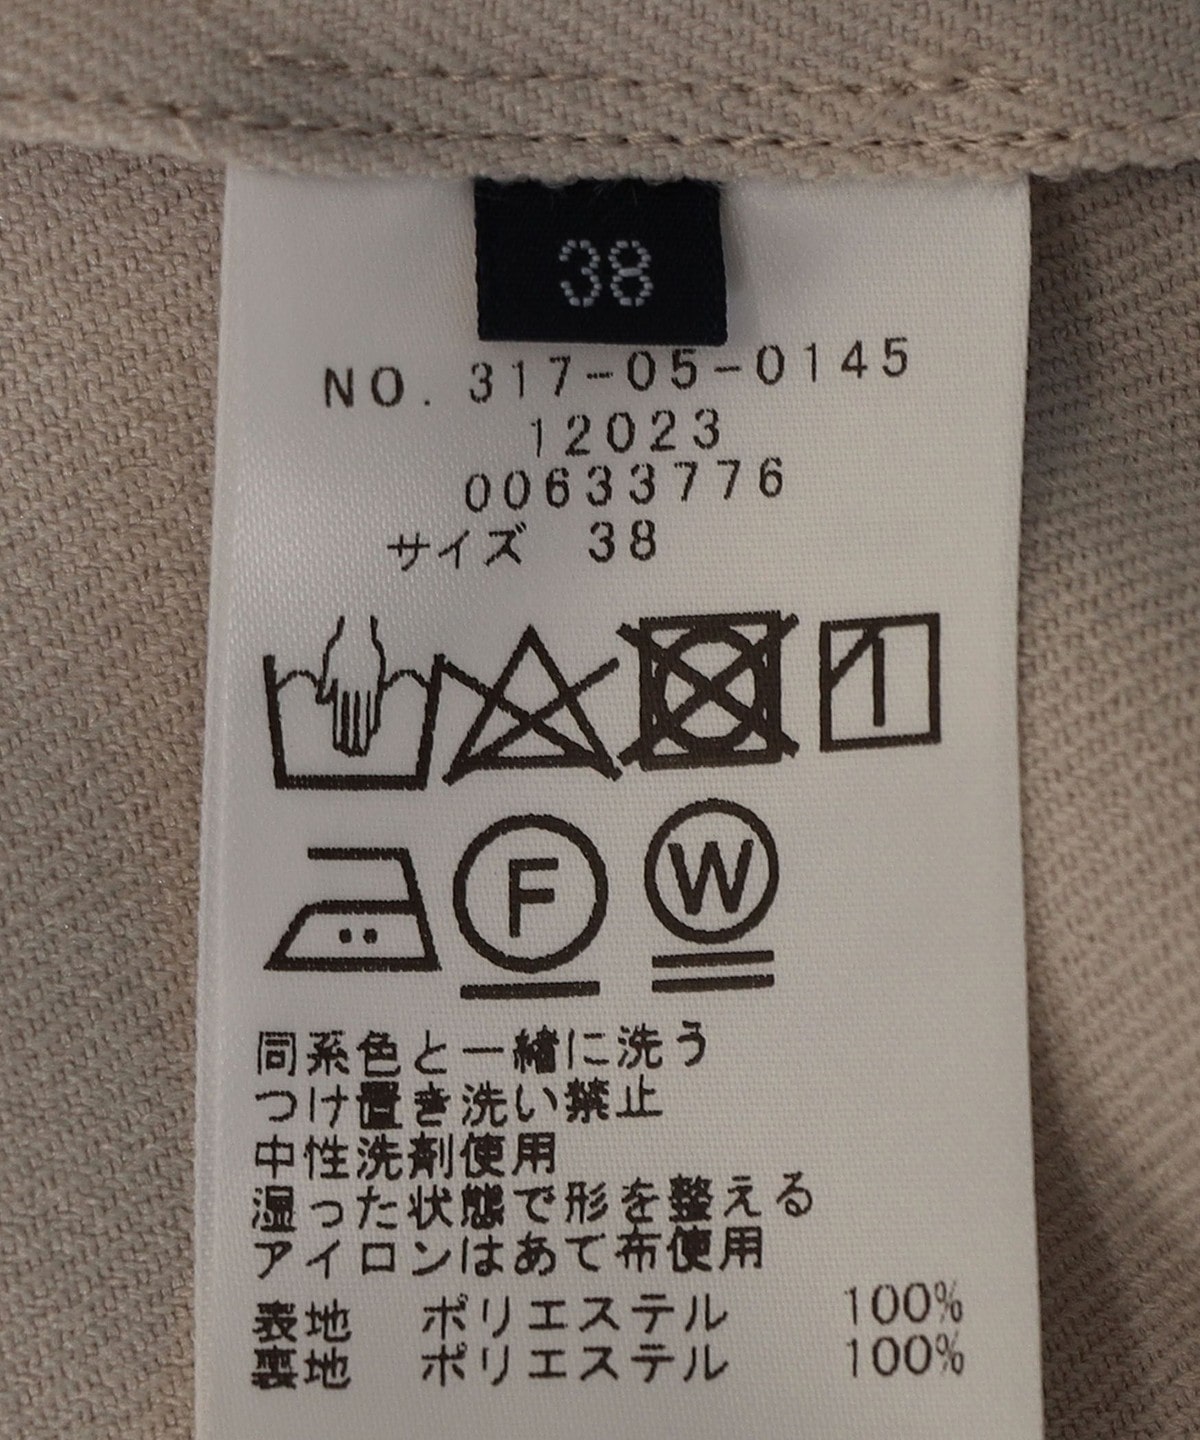 38
NO. 317-05-0145
12023
00633776
サイズ 38
F
W
同系色と一緒に洗う
つけ置き洗い禁止
中性洗剤使用
湿った状態で形を整える
アイロンはあて布使用
表地 ポリエステル 100%
裏地 ポリエステル 100%